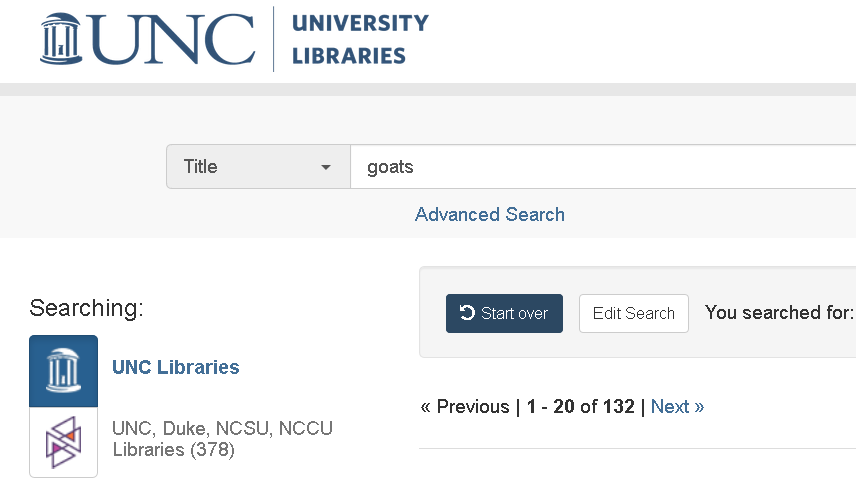 UNC UNIVERSITY
LIBRARIES
Title goats
Advanced Search
Searching:
Start over Edit Search You searched for:
UNC Libraries
UNC, Duke, NCSU, NCCU
Libraries (378)
« Previous | 1 - 20 of 132 | Next »